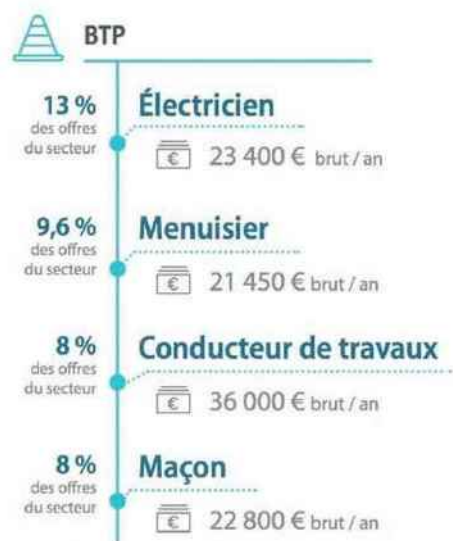 BTP
13 %
des offres
du secteur
Électricien
€ 23 400 € brut / an
9,6 %
des offres
du secteur
Menuisier
€ 21 450 € brut / an
8 %
des offres
du secteur
Conducteur de travaux
€ 36 000 € brut / an
8 %
des offres
du secteur
Maçon
€ 22 800 € brut / an